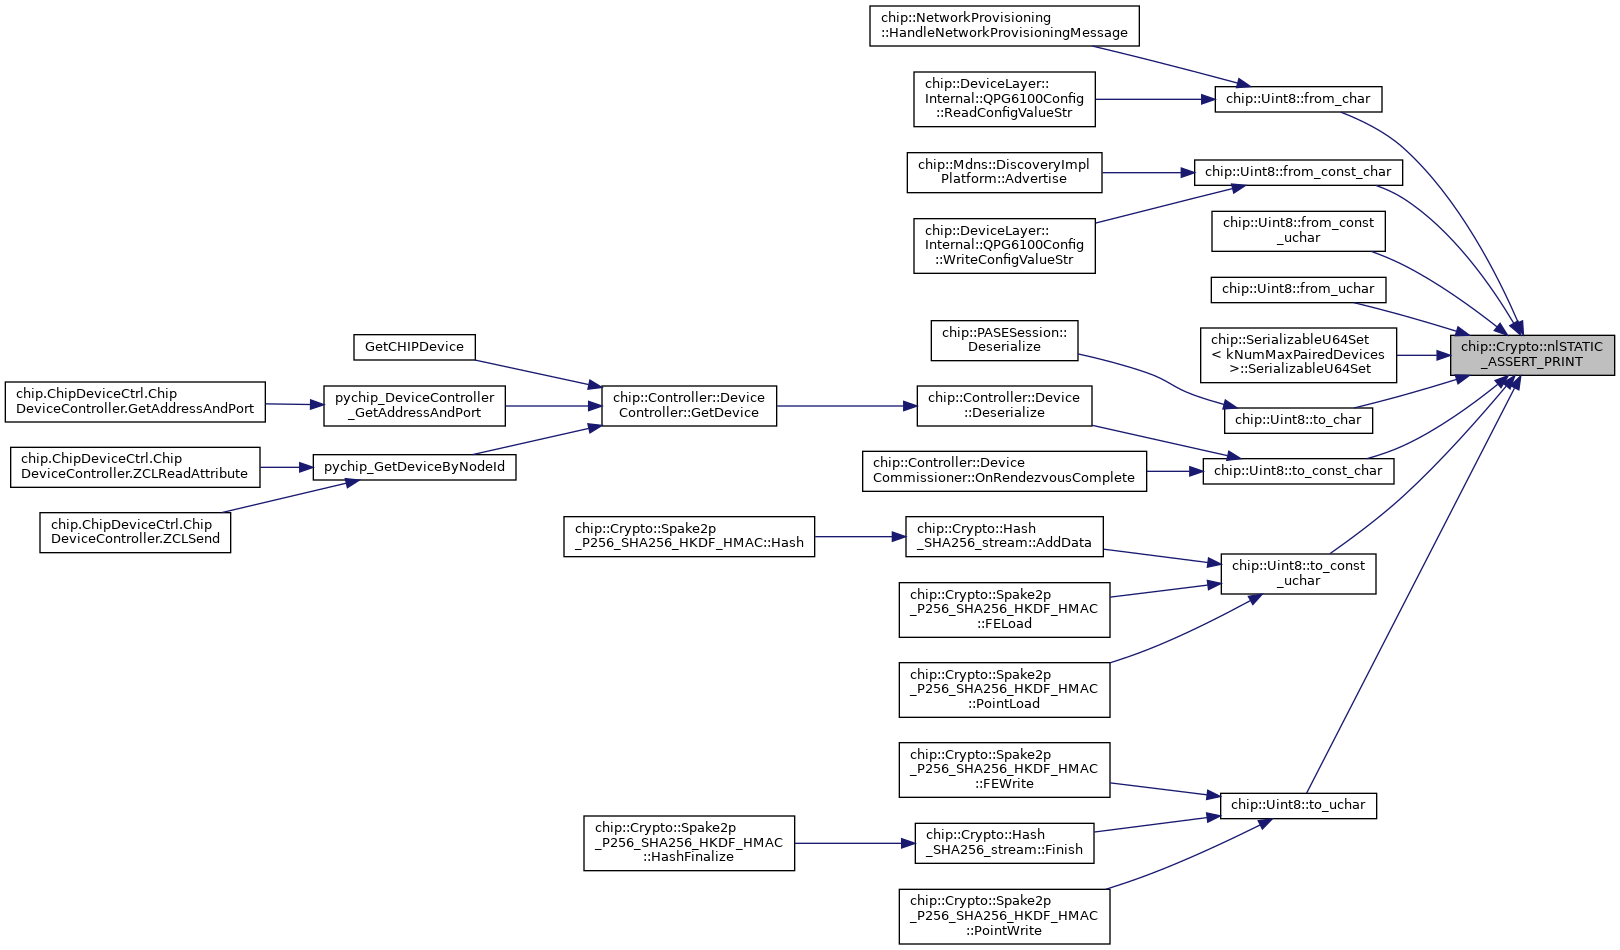 chip::NetworkProvisioning
::HandleNetworkProvisioningMessage
chip::DeviceLayer::
Internal::QPG6100Config
::ReadConfigValueStr
chip::Uint8::from_char
chip::Mdns::DiscoveryImpl
Platform::Advertise
chip::Uint8::from_const_char
chip::DeviceLayer::
Internal::QPG6100Config
::WriteConfigValueStr
chip::Uint8::from_const
_uchar
chip::Uint8::from_uchar
chip::PASESession::
Deserialize
chip::SerializableU64Set
< kNumMaxPairedDevices
>::SerializableU64Set
chip::Crypto::nlSTATIC
_ASSERT_PRINT
GetCHIPDevice
chip.ChipDeviceCtrl.Chip
DeviceController.GetAddressAndPort
pychip_DeviceController
_GetAddressAndPort
chip::Controller::Device
Controller::GetDevice
chip::Controller::Device
::Deserialize
chip::Uint8::to_char
chip.ChipDeviceCtrl.Chip
DeviceController.ZCLReadAttribute
pychip_GetDeviceByNodeId
chip::Controller::Device
Commissioner::OnRendezvousComplete
chip::Uint8::to_const_char
chip.ChipDeviceCtrl.Chip
DeviceController.ZCLSend
chip::Crypto::Spake2p
_P256_SHA256_HKDF_HMAC::Hash
chip::Crypto::Hash
_SHA256_stream::AddData
chip::Uint8::to_const
_uchar
chip::Crypto::Spake2p
_P256_SHA256_HKDF_HMAC
::FELoad
chip::Crypto::Spake2p
_P256_SHA256_HKDF_HMAC
::PointLoad
chip::Crypto::Spake2p
_P256_SHA256_HKDF_HMAC
::FEWrite
chip::Uint8::to_uchar
chip::Crypto::Spake2p
_P256_SHA256_HKDF_HMAC
::HashFinalize
chip::Crypto::Hash
_SHA256_stream::Finish
chip::Crypto::Spake2p
_P256_SHA256_HKDF_HMAC
::PointWrite